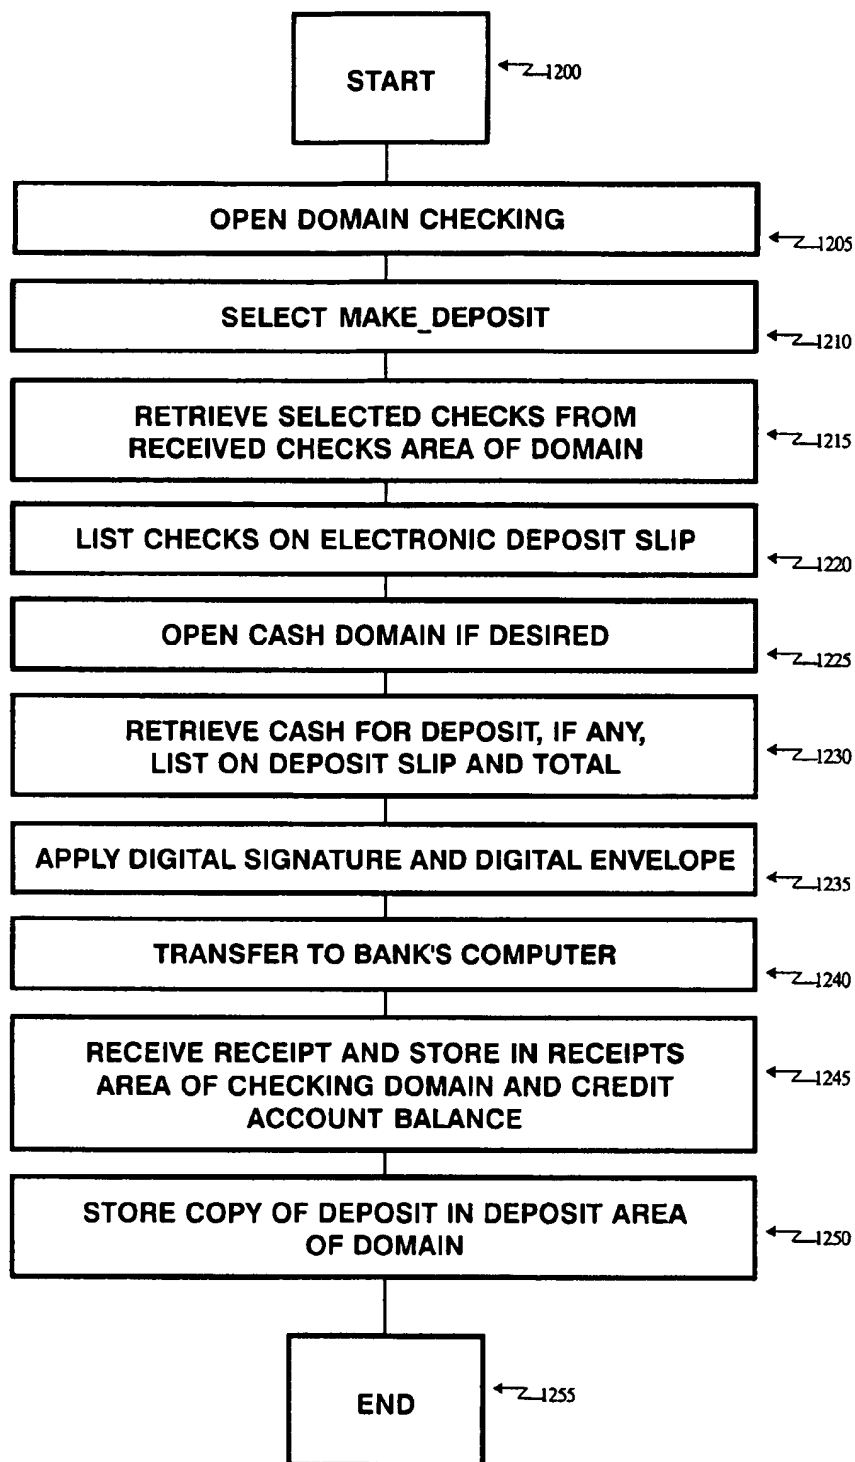 START
1200
OPEN DOMAIN CHECKING
1205
SELECT MAKE_DEPOSIT
1210
RETRIEVE SELECTED CHECKS FROM
RECEIVED CHECKS AREA OF DOMAIN
1215
LIST CHECKS ON ELECTRONIC DEPOSIT SLIP
1220
OPEN CASH DOMAIN IF DESIRED
1225
RETRIEVE CASH FOR DEPOSIT, IF ANY,
LIST ON DEPOSIT SLIP AND TOTAL
1230
APPLY DIGITAL SIGNATURE AND DIGITAL ENVELOPE
1235
TRANSFER TO BANK'S COMPUTER
1240
RECEIVE RECEIPT AND STORE IN RECEIPTS
AREA OF CHECKING DOMAIN AND CREDIT
ACCOUNT BALANCE
1245
STORE COPY OF DEPOSIT IN DEPOSIT AREA
OF DOMAIN
1250
END
1255